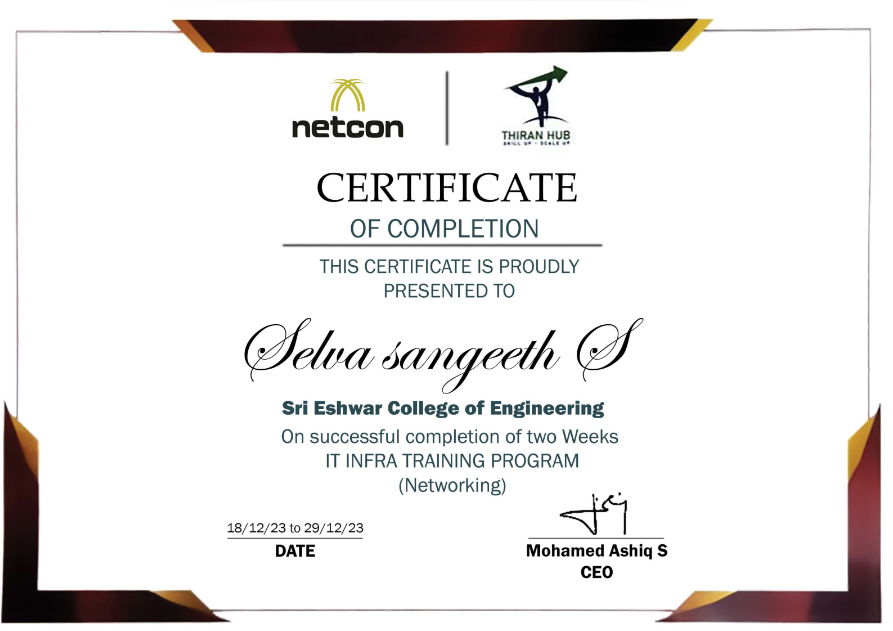 netcon
THIRAN HUB
SKILL UP - SCALE UP
CERTIFICATE
OF COMPLETION
THIS CERTIFICATE IS PROUDLY
PRESENTED TO
Selva sangeeth S
Sri Eshwar College of Engineering
On successful completion of two Weeks
IT INFRA TRAINING PROGRAM
(Networking)
18/12/23 to 29/12/23
DATE
Mohamed Ashiq S
CEO